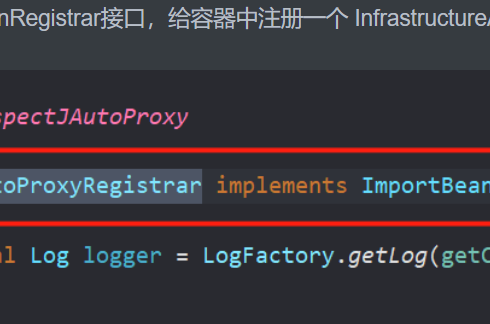 nRegistrar接口，给容器中注册一个 InfrastructureA
spectJAutoProxy
toProxyRegistrar implements ImportBean
al Log logger = LogFactory.getLog(getC